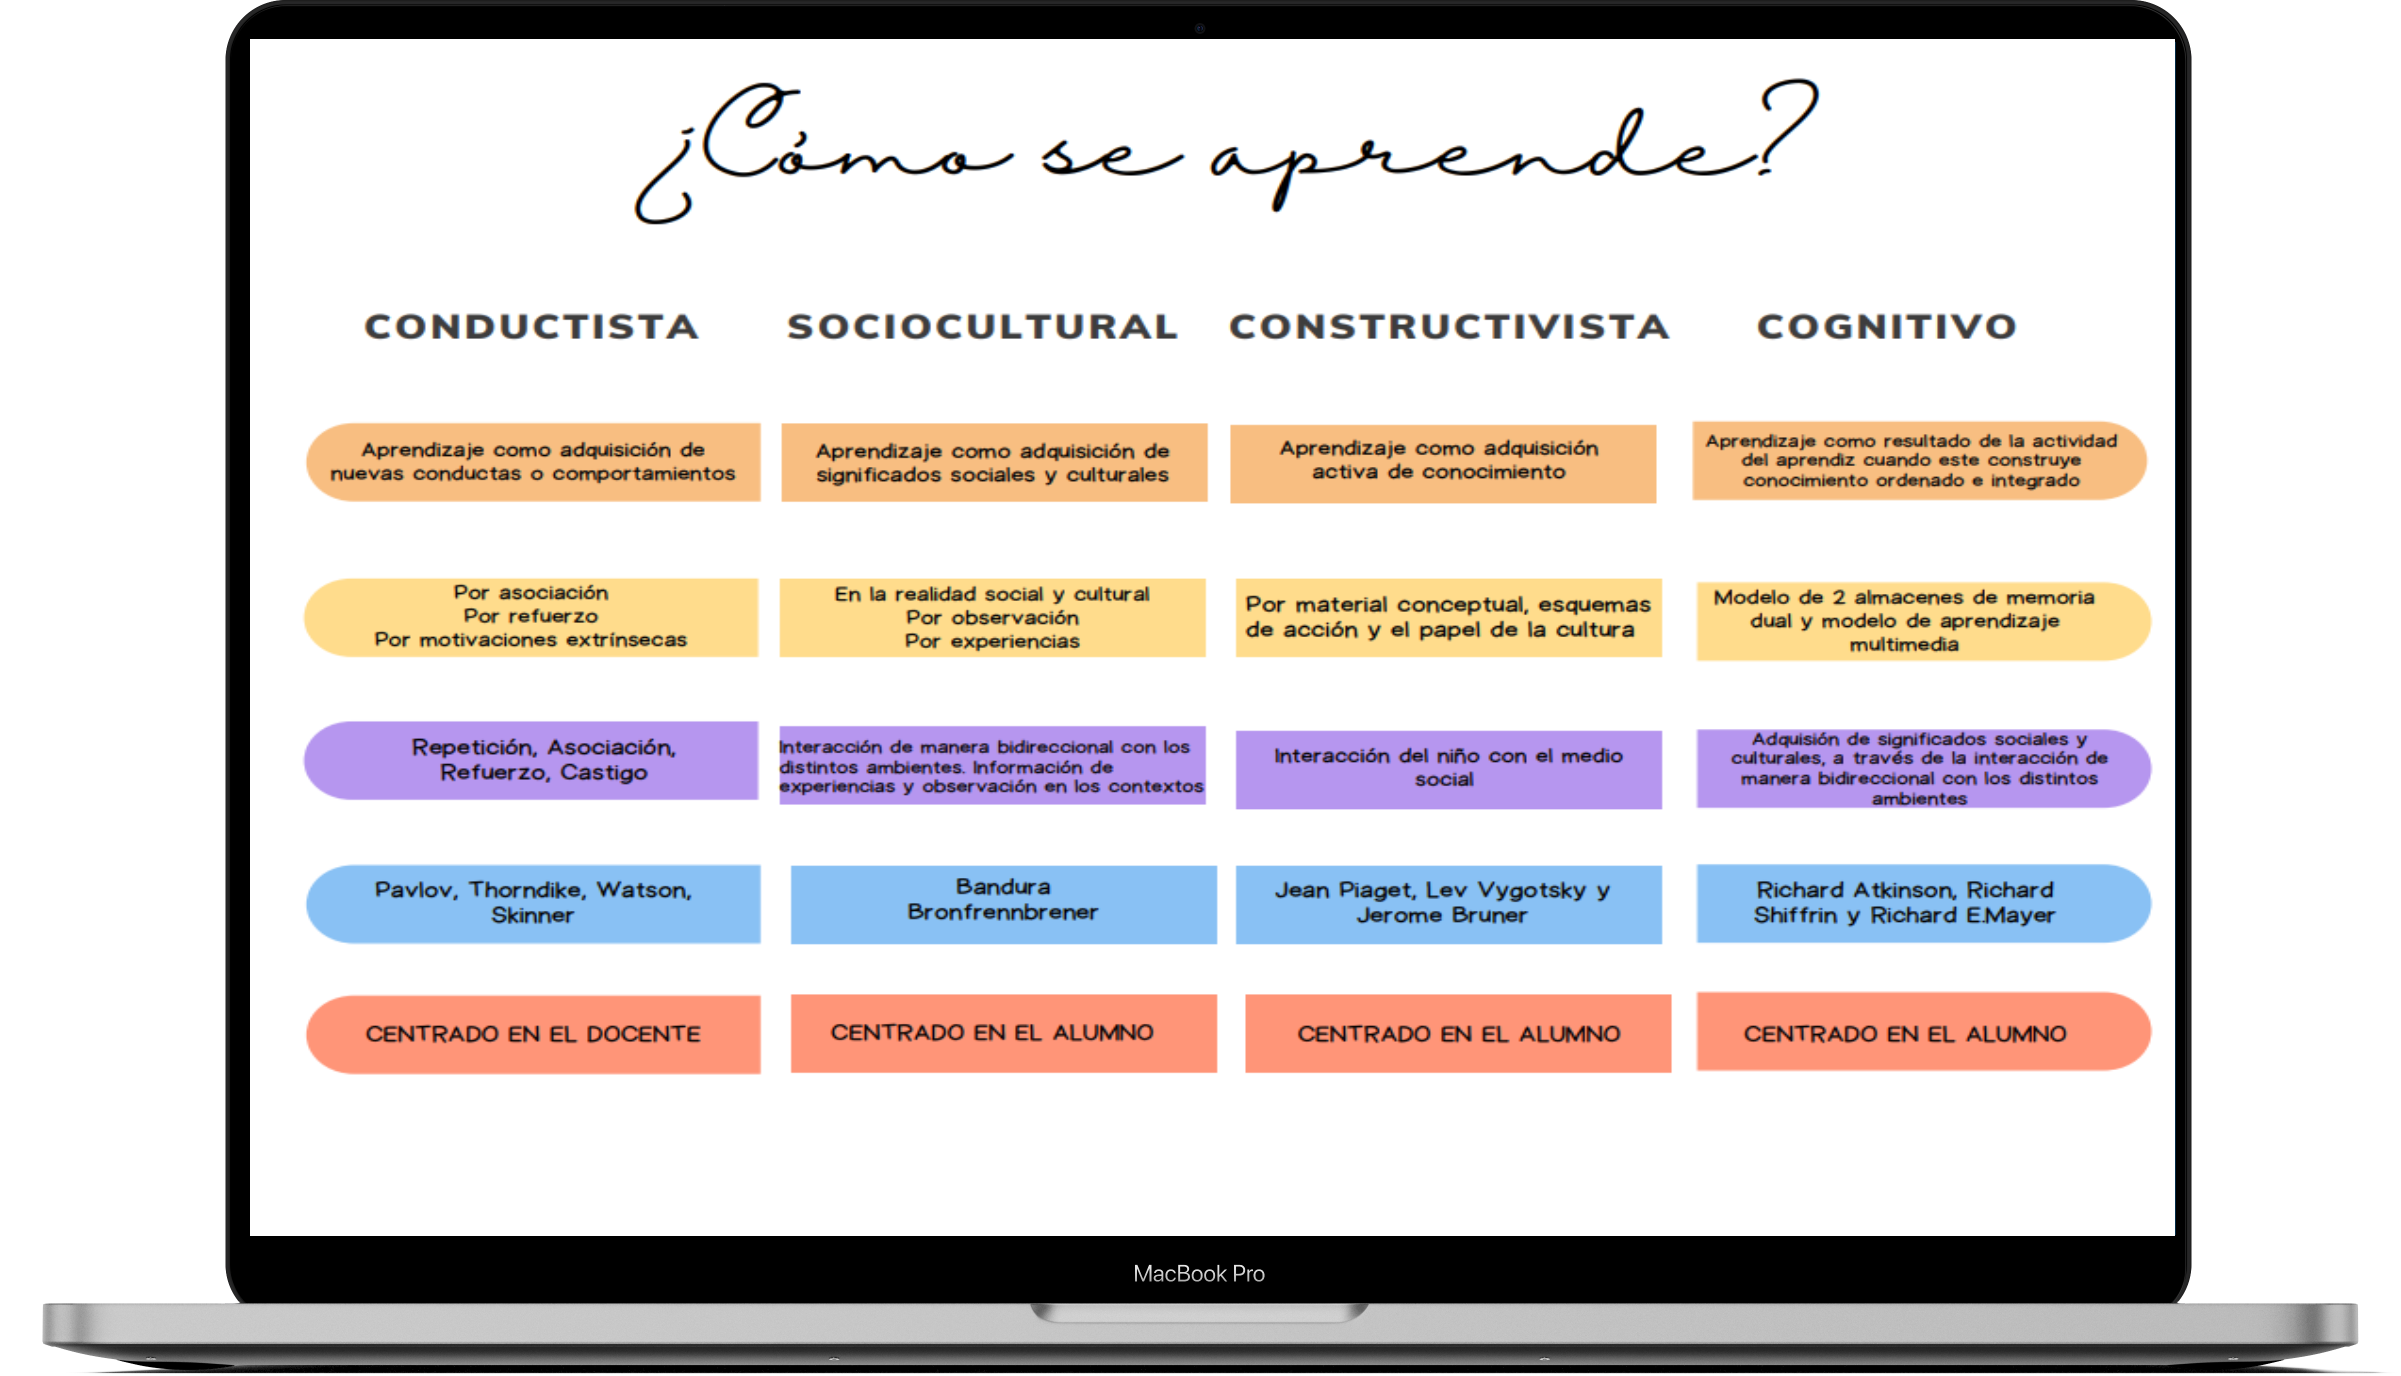 ¿Cómo se aprende?
CONDUCTISTA
SOCIOCULTURAL
CONSTRUCTIVISTA
COGNITIVO
Aprendizaje como adquisición de
nuevas conductas o comportamientos
Aprendizaje como adquisición de
significados sociales y culturales
Aprendizaje como adquisición
activa de conocimiento
Aprendizaje como resultado de la actividad
del aprendiz cuando este construye
conocimiento ordenado e integrado
Por asociación
Por refuerzo
Por motivaciones extrínsecas
En la realidad social y cultural
Por observación
Por experiencias
Por material conceptual, esquemas
de acción y el papel de la cultura
Modelo de 2 almacenes de memoria
dual y modelo de aprendizaje
multimedia
Repetición, Asociación,
Refuerzo, Castigo
Interacción de manera bidireccional con los
distintos ambientes. Información de
experiencias y observación en los contextos
Interacción del niño con el medio
social
Adquisión de significados sociales y
culturales, a través de la interacción de
manera bidireccional con los distintos
ambientes
Pavlov, Thorndike, Watson,
Skinner
Bandura
Bronfrennbrener
Jean Piaget, Lev Vygotsky y
Jerome Bruner
Richard Atkinson, Richard
Shiffrin y Richard E.Mayer
CENTRADO EN EL DOCENTE
CENTRADO EN EL ALUMNO
CENTRADO EN EL ALUMNO
CENTRADO EN EL ALUMNO
MacBook Pro